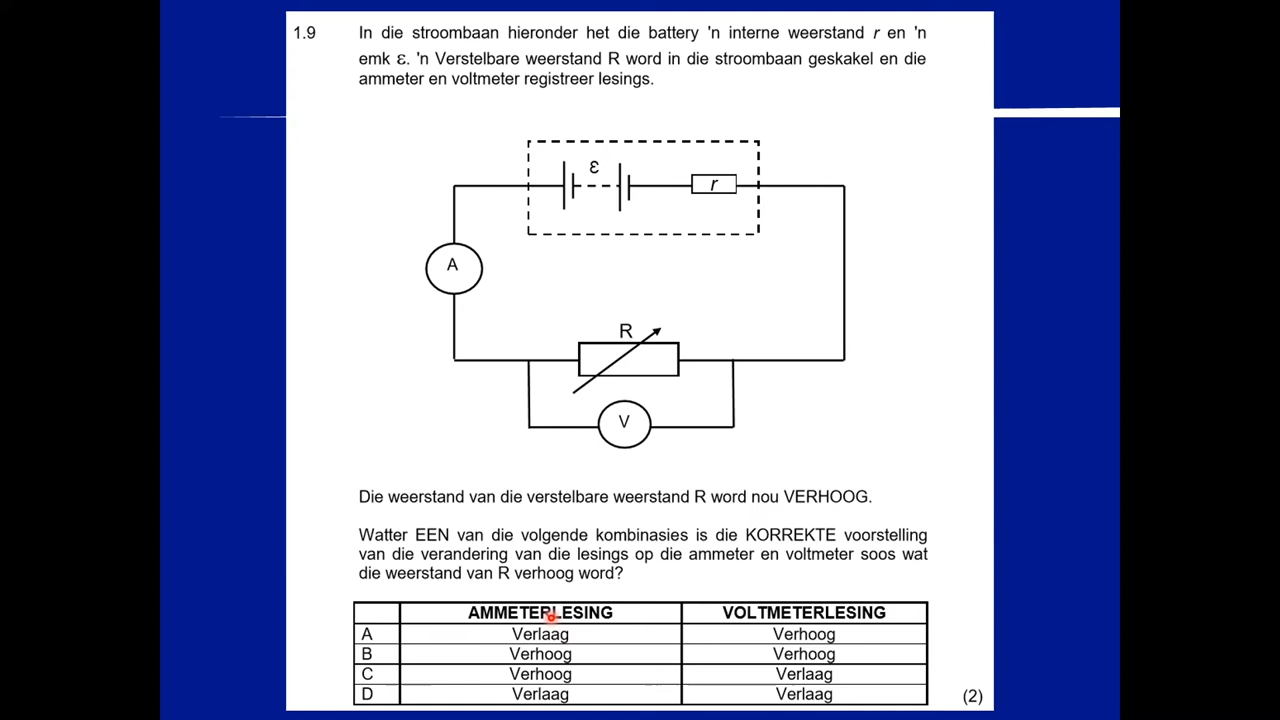 1.9 In die stroombaan hieronder het die battery 'n interne weerstand r en 'n
emk ε. 'n Verstelbare weerstand R word in die stroombaan geskakel en die
ammeter en voltmeter registreer lesings.
ε
r
A
R
V
Die weerstand van die verstelbare weerstand R word nou VERHOOG.
Watter EEN van die volgende kombinasies is die KORREKTE voorstelling
van die verandering van die lesings op die ammeter en voltmeter soos wat
die weerstand van R verhoog word?
AMMETERLESING VOLTMETERLESING
A Verlaag Verhoog
B Verhoog Verhoog
C Verhoog Verlaag
D Verlaag Verlaag
(2)